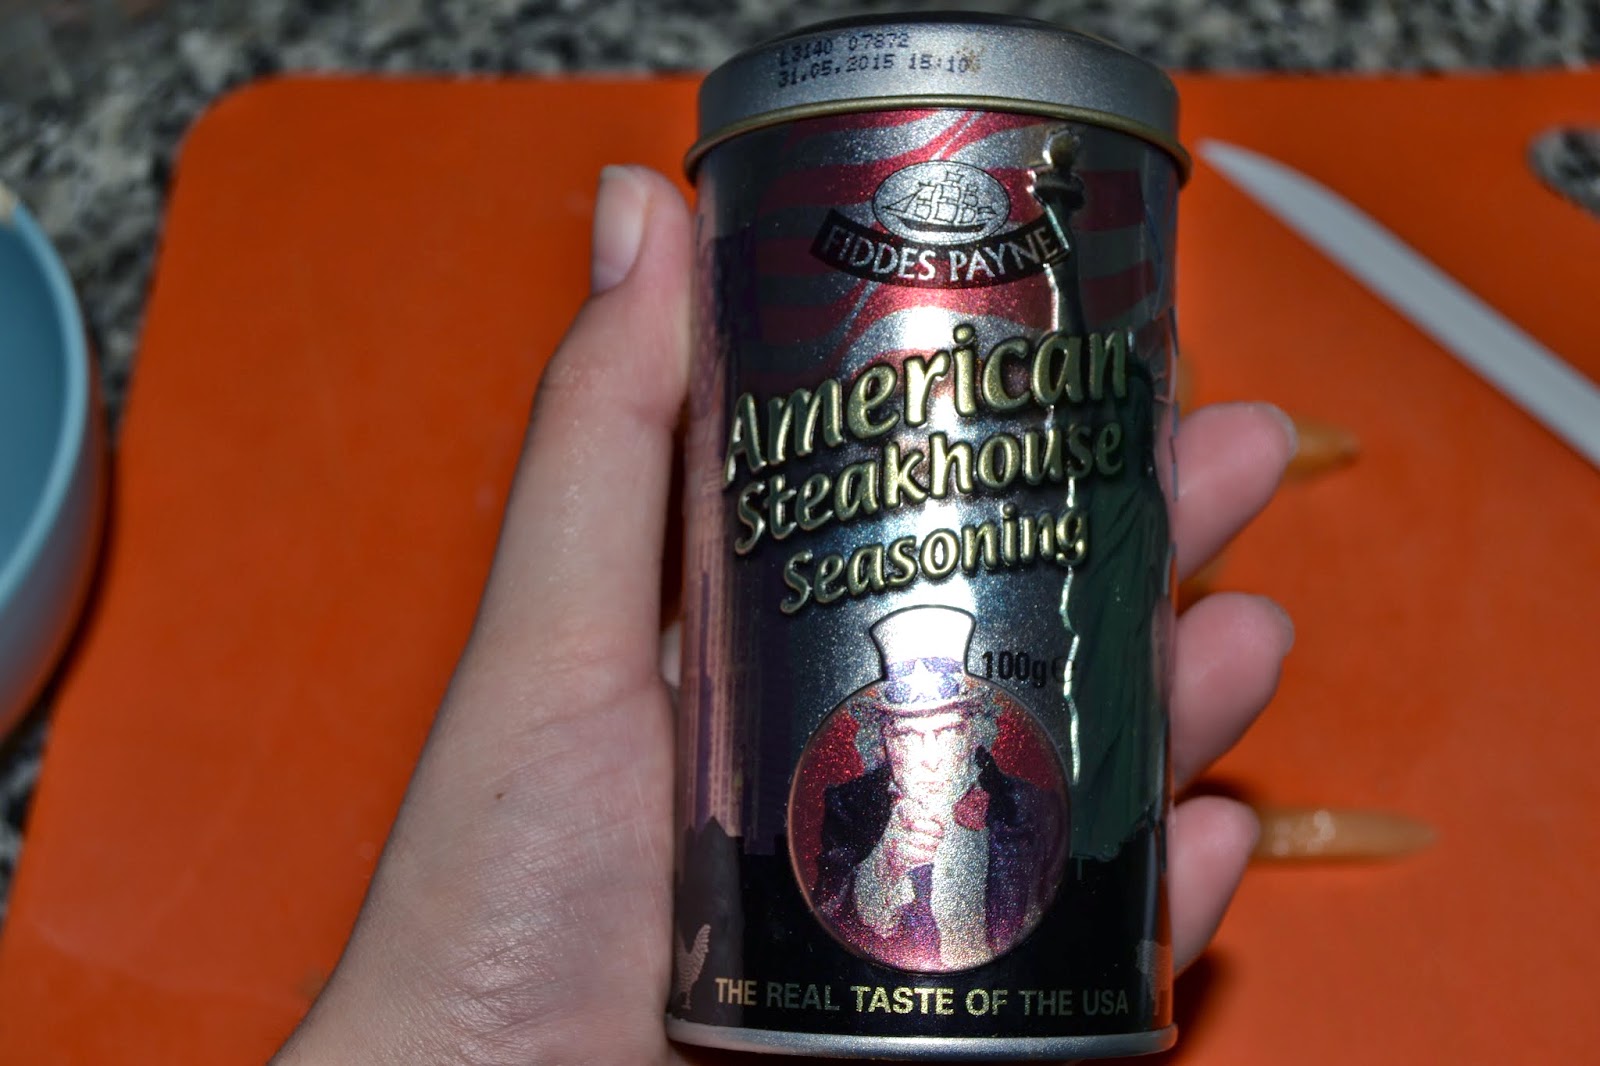 L3140 07872
31.05.2015 15:10
FIDDES PAYNE
American
Steakhouse
Seasoning
100g℮
THE REAL TASTE OF THE USA